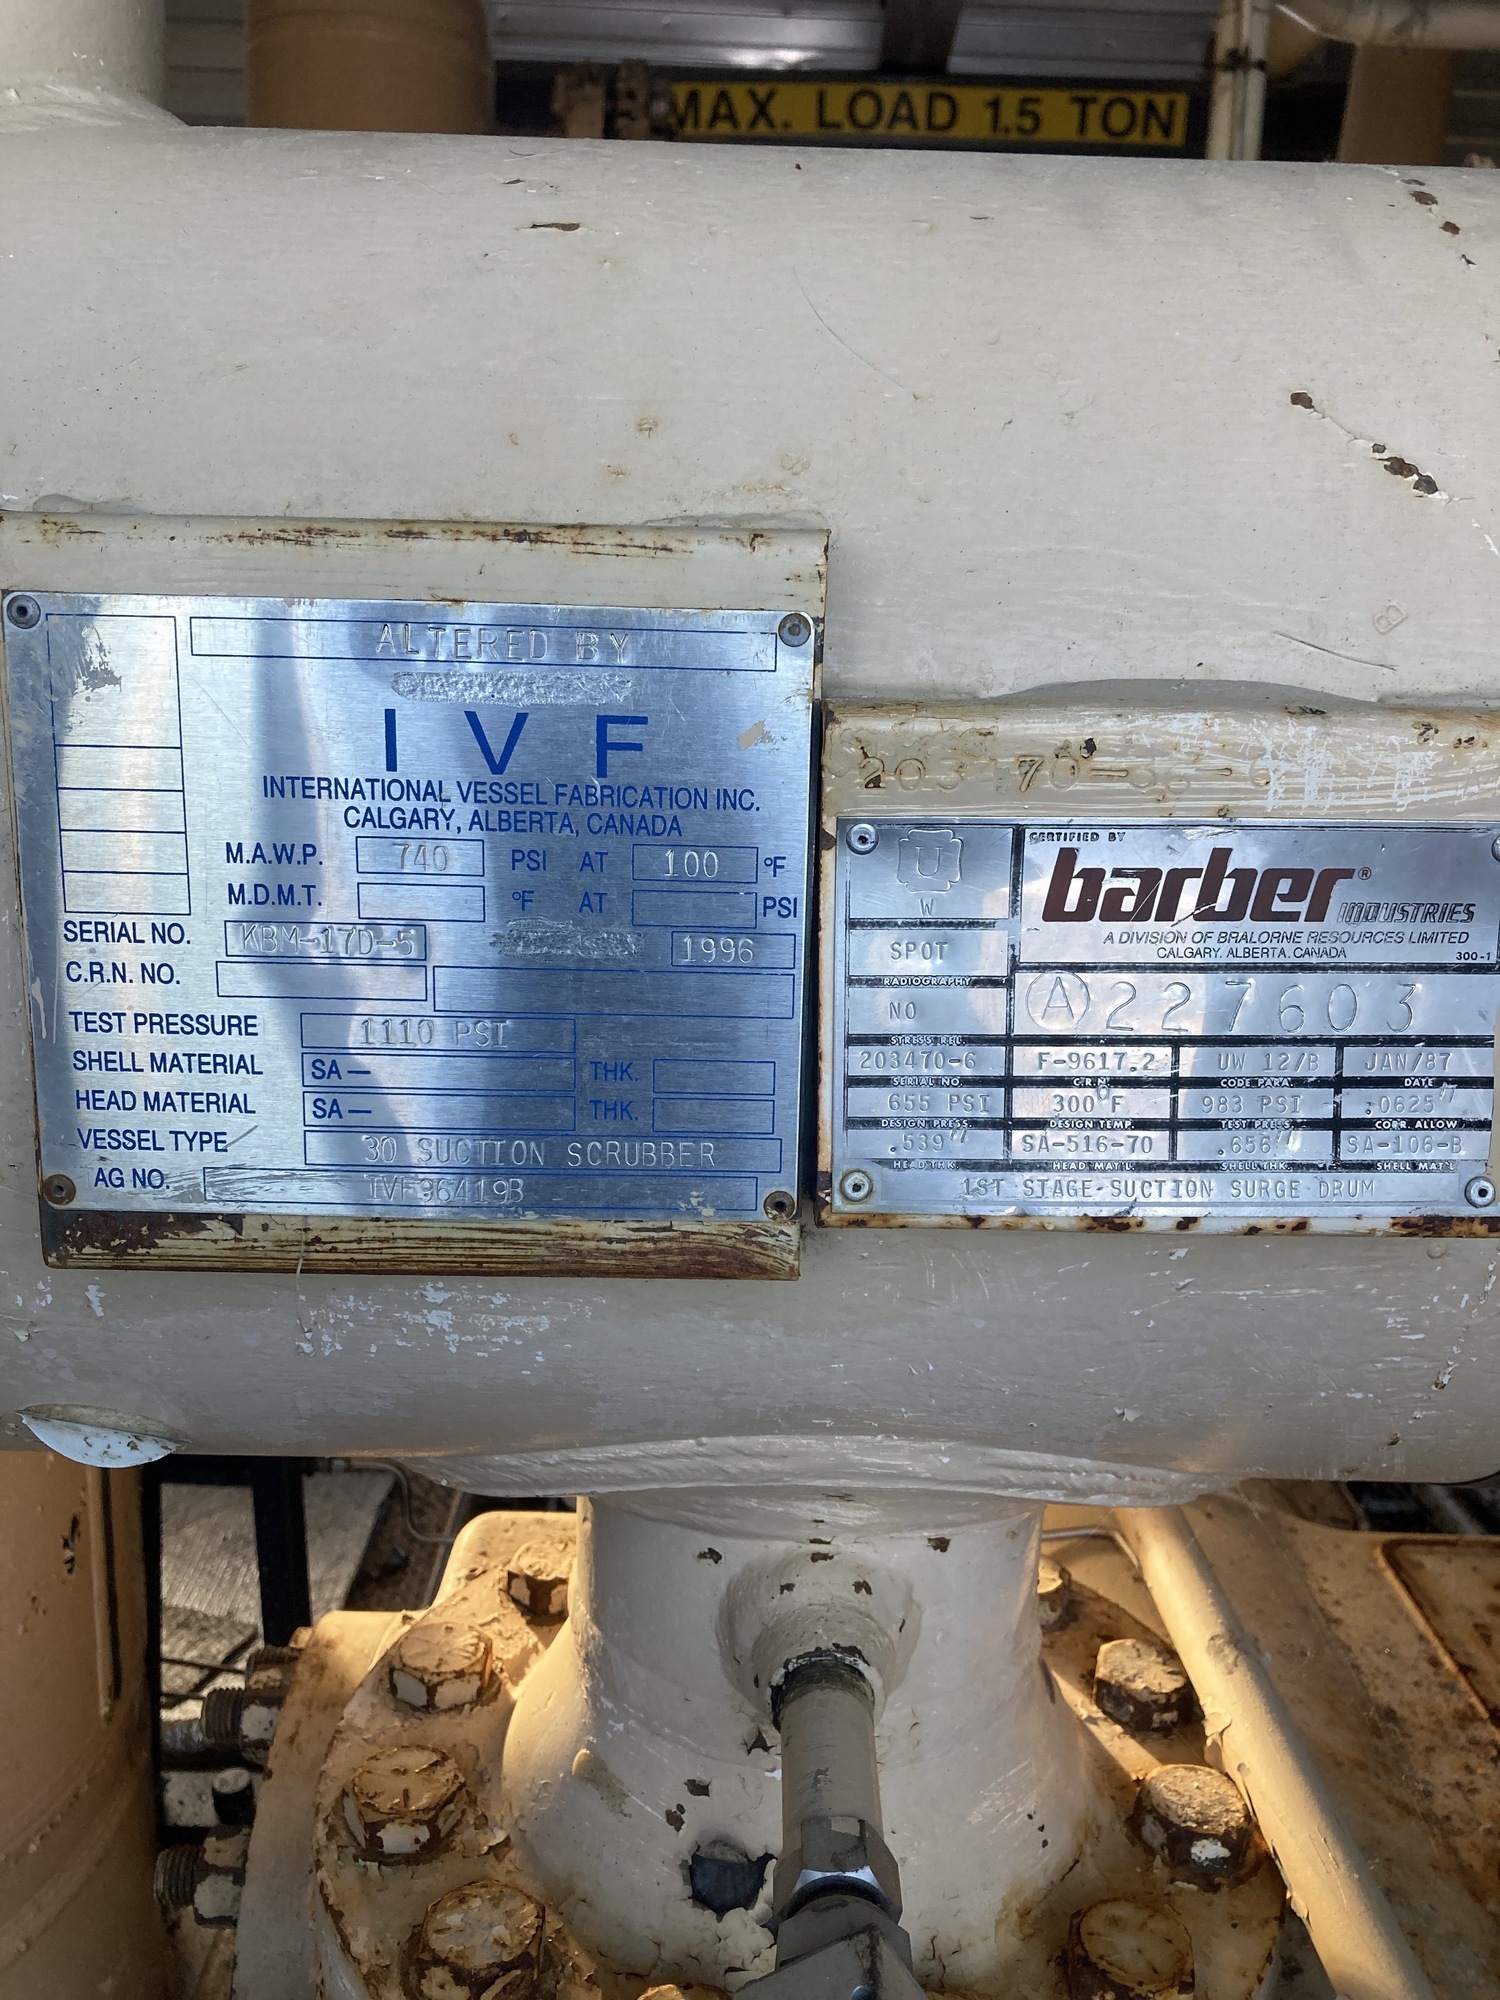 MAX. LOAD 1.5 TON
ALTERED BY
I V F
INTERNATIONAL VESSEL FABRICATION INC.
CALGARY, ALBERTA, CANADA
M.A.W.P. 740 PSI AT 100 °F
M.D.M.T. °F AT PSI
SERIAL NO. KBM-17D-5 1996
C.R.N. NO.
TEST PRESSURE 1110 PSI
SHELL MATERIAL SA— THK.
HEAD MATERIAL SA— THK.
VESSEL TYPE 30 SUCTION SCRUBBER
AG NO. IVF96419B
U
W
SPOT
RADIOGRAPHY
NO
STRESS REL.
CERTIFIED BY
barber® INDUSTRIES
A DIVISION OF BRALORNE RESOURCES LIMITED
CALGARY, ALBERTA, CANADA 300-1
A 227603
203470-6 F-9617.2 UW 12/B JAN/87
SERIAL NO. C.R.N. CODE PARA. DATE
655 PSI 300°F 983 PSI .0625"
DESIGN PRESS. DESIGN TEMP. TEST PRES. CORR. ALLOW
.539" SA-516-70 .656" SA-106-B
HEAD THK. HEAD MAT'L. SHELL THK. SHELL MAT'L
1ST STAGE SUCTION SURGE DRUM